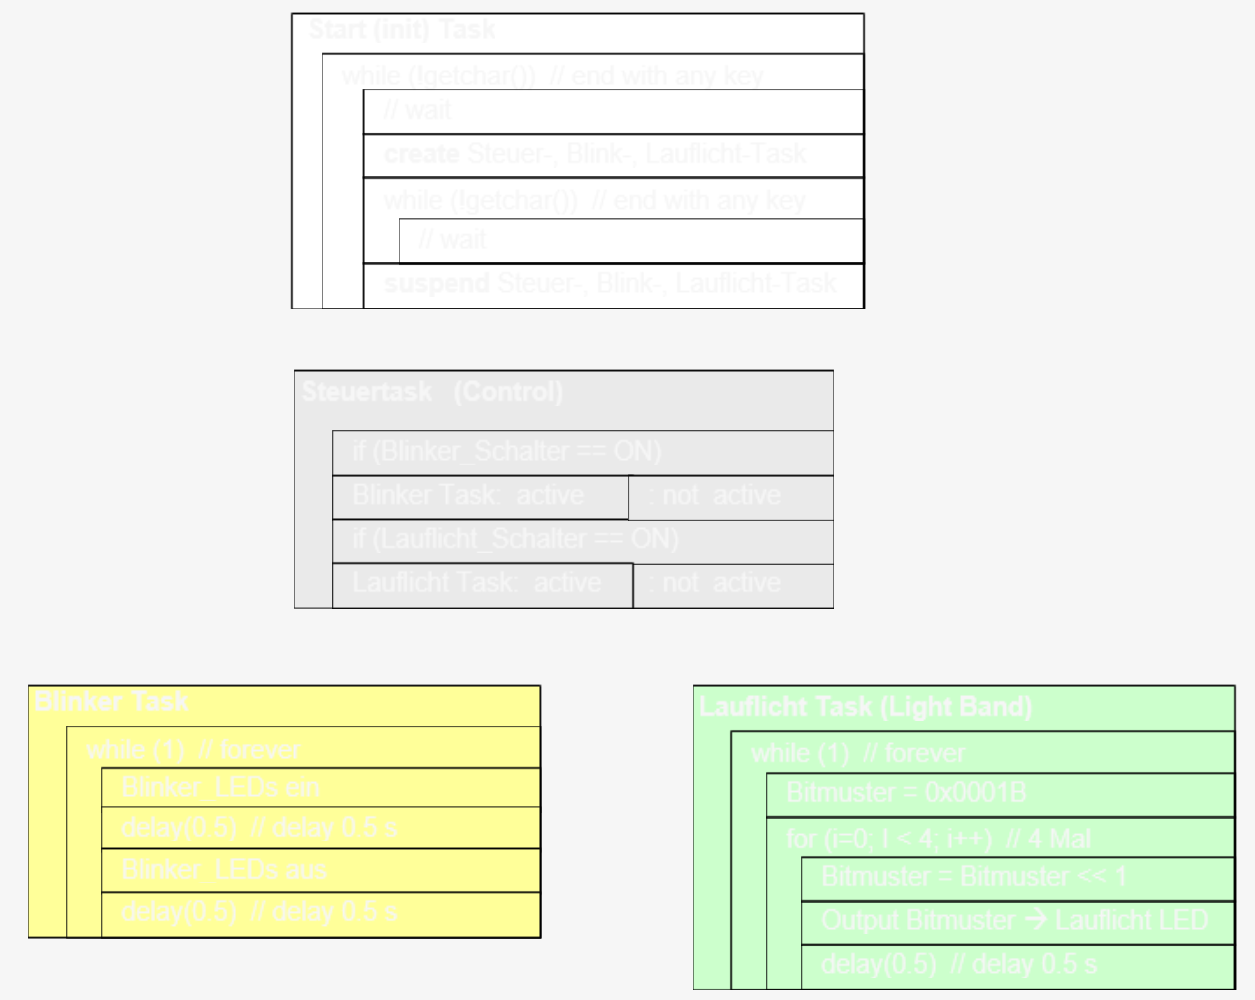 Start (init) Task
while (!getchar()) // end with any key
// wait
create Steuer-, Blink-, Lauflicht-Task
while (!getchar()) // end with any key
// wait
suspend Steuer-, Blink-, Lauflicht-Task
Steuertask (Control)
if (Blinker_Schalter == ON)
Blinker Task: active : not active
if (Lauflicht_Schalter == ON)
Lauflicht Task: active : not active
Blinker Task
while (1) // forever
Blinker_LEDs ein
delay(0.5) // delay 0.5 s
Blinker_LEDs aus
delay(0.5) // delay 0.5 s
Lauflicht Task (Light Band)
while (1) // forever
Bitmuster = 0x0001B
for (i=0; I < 4; i++) // 4 Mal
Bitmuster = Bitmuster << 1
Output Bitmuster → Lauflicht LED
delay(0.5) // delay 0.5 s